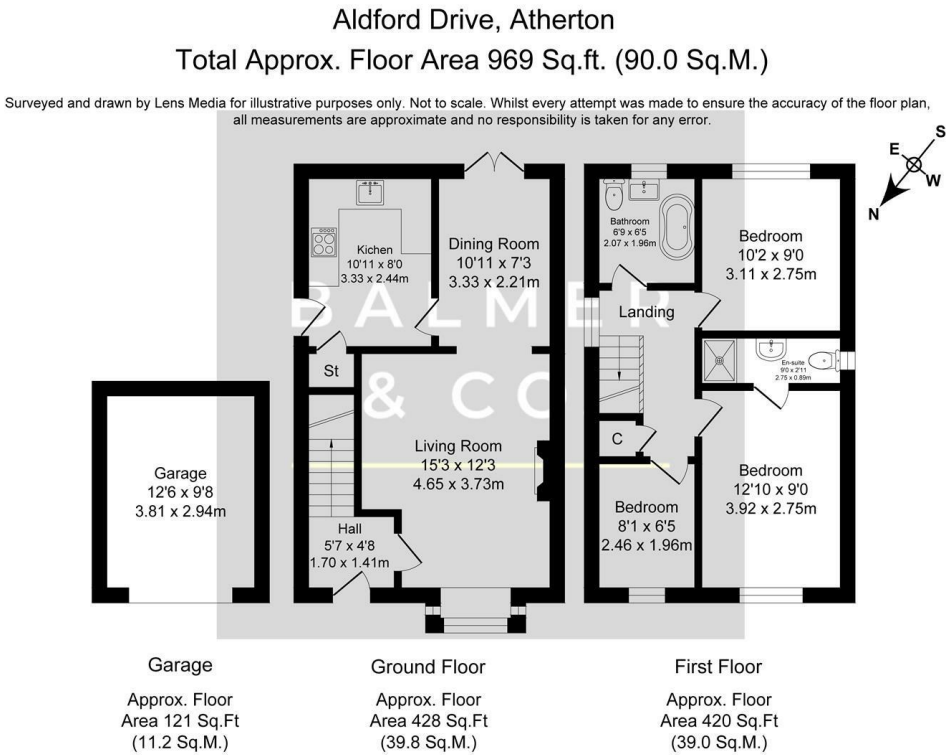 Aldford Drive, Atherton
Total Approx. Floor Area 969 Sq.ft. (90.0 Sq.M.)
Surveyed and drawn by Lens Media for illustrative purposes only. Not to scale. Whilst every attempt was made to ensure the accuracy of the floor plan,
all measurements are approximate and no responsibility is taken for any error.
E
S
W
N
Kichen
10'11 x 8'0
3.33 x 2.44m
Dining Room
10'11 x 7'3
3.33 x 2.21m
Bathroom
6'9 x 6'5
2.07 x 1.96m
Bedroom
10'2 x 9'0
3.11 x 2.75m
BALMER
& CO
Landing
St
En-suite
9'0 x 2'11
2.75 x 0.89m
C
Garage
12'6 x 9'8
3.81 x 2.94m
Living Room
15'3 x 12'3
4.65 x 3.73m
Hall
5'7 x 4'8
1.70 x 1.41m
Bedroom
8'1 x 6'5
2.46 x 1.96m
Bedroom
12'10 x 9'0
3.92 x 2.75m
Garage
Approx. Floor
Area 121 Sq.Ft
(11.2 Sq.M.)
Ground Floor
Approx. Floor
Area 428 Sq.Ft
(39.8 Sq.M.)
First Floor
Approx. Floor
Area 420 Sq.Ft
(39.0 Sq.M.)